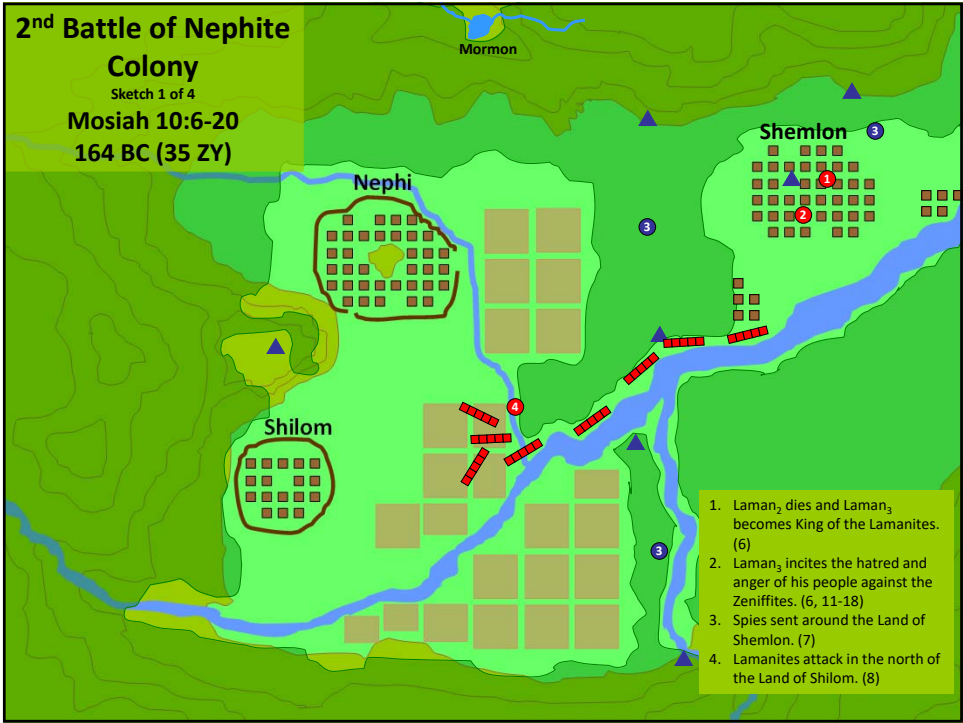 2nd Battle of Nephite
Colony
Sketch 1 of 4
Mosiah 10:6-20
164 BC (35 ZY)
Mormon
Shemlon
3
1
2
Nephi
3
4
Shilom
3
1. Laman2 dies and Laman3
becomes King of the Lamanites.
(6)
2. Laman3 incites the hatred and
anger of his people against the
Zeniffites. (6, 11-18)
3. Spies sent around the Land of
Shemlon. (7)
4. Lamanites attack in the north of
the Land of Shilom. (8)